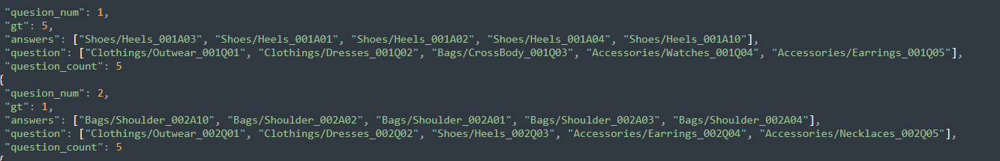 "quesion_num": 1,
"gt": 5,
"answers": ["Shoes/Heels_001A03", "Shoes/Heels_001A01", "Shoes/Heels_001A02", "Shoes/Heels_001A04", "Shoes/Heels_001A10"],
"question": ["Clothings/Outwear_001Q01", "Clothings/Dresses_001Q02", "Bags/CrossBody_001Q03", "Accessories/Watches_001Q04", "Accessories/Earrings_001Q05"],
"question_count": 5
{
"quesion_num": 2,
"gt": 1,
"answers": ["Bags/Shoulder_002A10", "Bags/Shoulder_002A02", "Bags/Shoulder_002A01", "Bags/Shoulder_002A03", "Bags/Shoulder_002A04"],
"question": ["Clothings/Outwear_002Q01", "Clothings/Dresses_002Q02", "Shoes/Heels_002Q03", "Accessories/Earrings_002Q04", "Accessories/Necklaces_002Q05"],
"question_count": 5
{